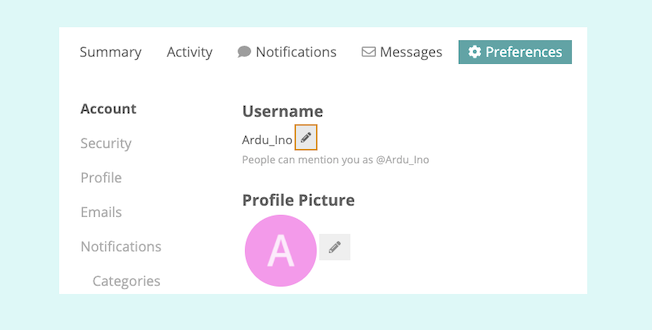 Summary Activity Notifications Messages Preferences
Account
Security
Profile
Emails
Notifications
Categories
Username
Ardu_Ino
People can mention you as @Ardu_Ino
Profile Picture
A